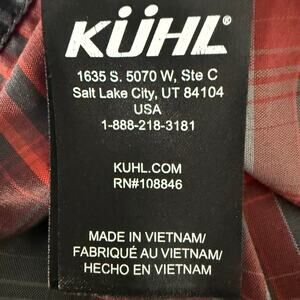 KÜHL®
1635 S. 5070 W, Ste C
Salt Lake City, UT 84104
USA
1-888-218-3181
KUHL.COM
RN#108846
MADE IN VIETNAM/
FABRIQUÉ AU VIETNAM/
HECHO EN VIETNAM